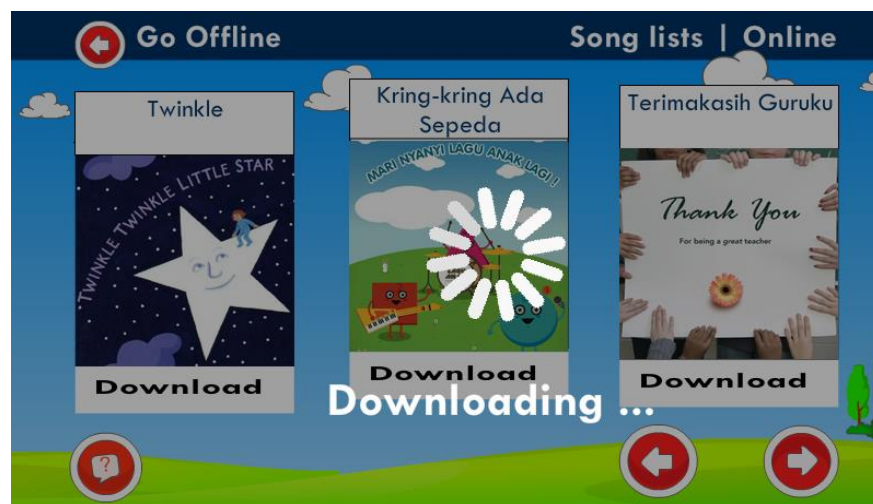 Go Offline
Song lists | Online
Twinkle
Kring-kring Ada
Sepeda
Terimakasih Guruku
TWINKLE TWINKLE LITTLE STAR
MARI NYANYI LAGU ANAK LAGI !
Thank You
For being a great teacher
Download
Download
Download
Downloading ...
?